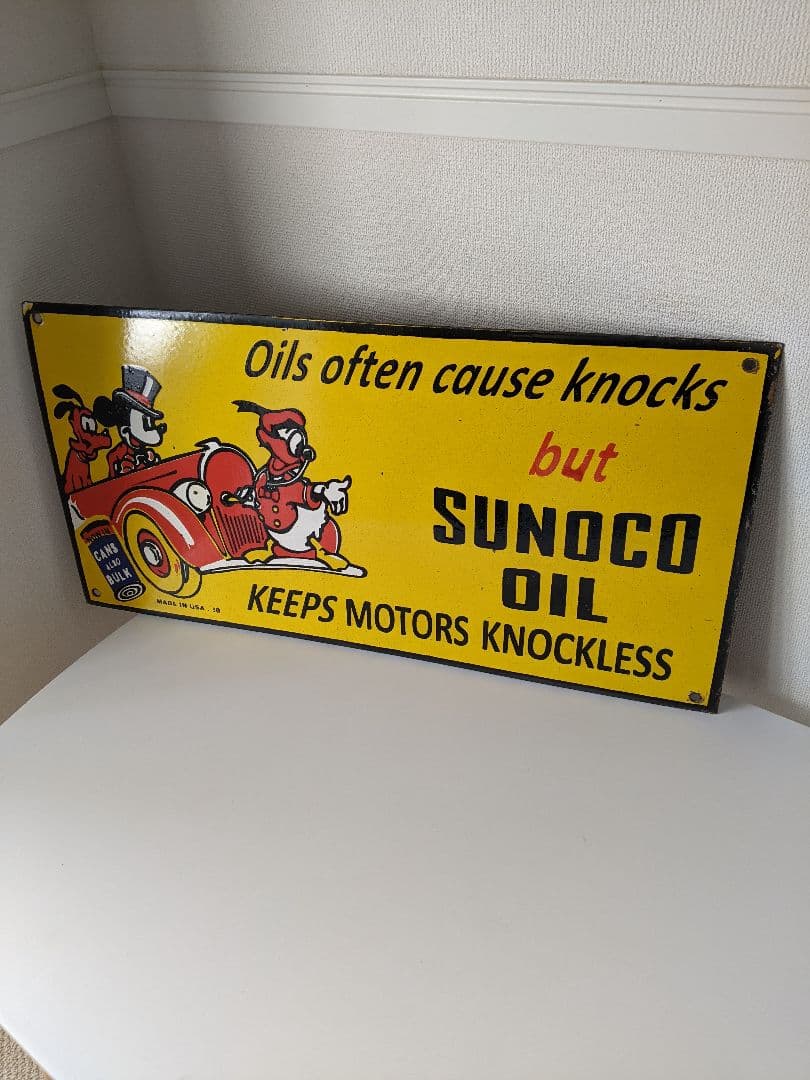 Oils often cause knocks
but
SUNOCO
OIL
KEEPS MOTORS KNOCKLESS
CANS
ALSO
BULK
MADE IN USA